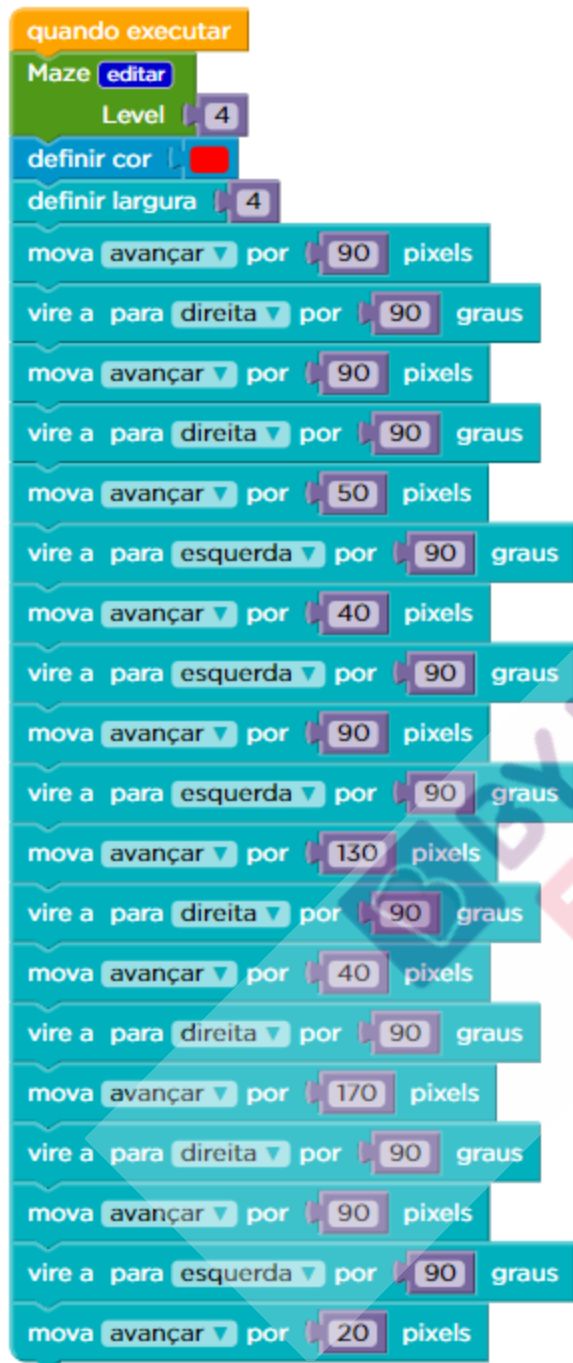 quando executar
Maze editar
Level 4
definir cor
definir largura 4
mova avançar por 90 pixels
vire a para direita por 90 graus
mova avançar por 90 pixels
vire a para direita por 90 graus
mova avançar por 50 pixels
vire a para esquerda por 90 graus
mova avançar por 40 pixels
vire a para esquerda por 90 graus
mova avançar por 90 pixels
vire a para esquerda por 90 graus
mova avançar por 130 pixels
vire a para direita por 90 graus
mova avançar por 40 pixels
vire a para direita por 90 graus
mova avançar por 170 pixels
vire a para direita por 90 graus
mova avançar por 90 pixels
vire a para esquerda por 90 graus
mova avançar por 20 pixels